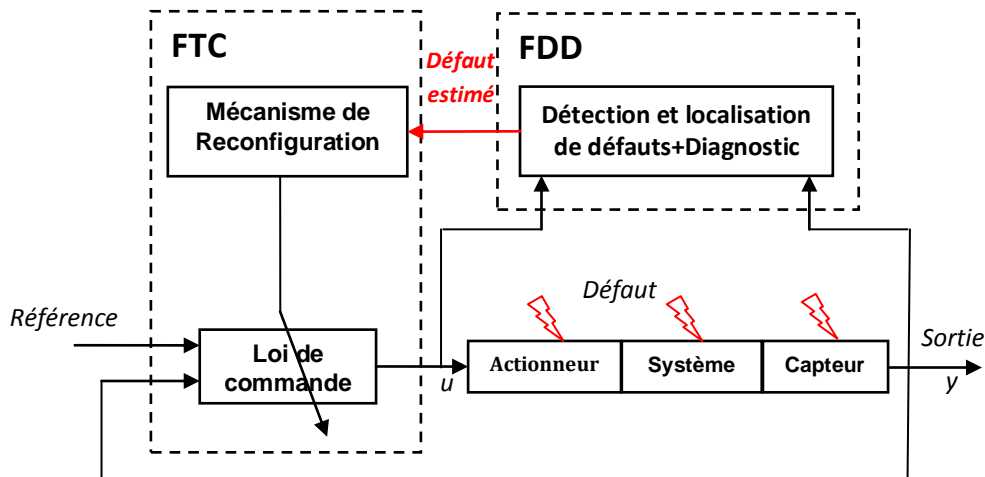 FTC
FDD
Défaut
estimé
Mécanisme de
Reconfiguration
Détection et localisation
de défauts+Diagnostic
Défaut
Référence
Sortie
Loi de
commande
u
Actionneur
Système
Capteur
y